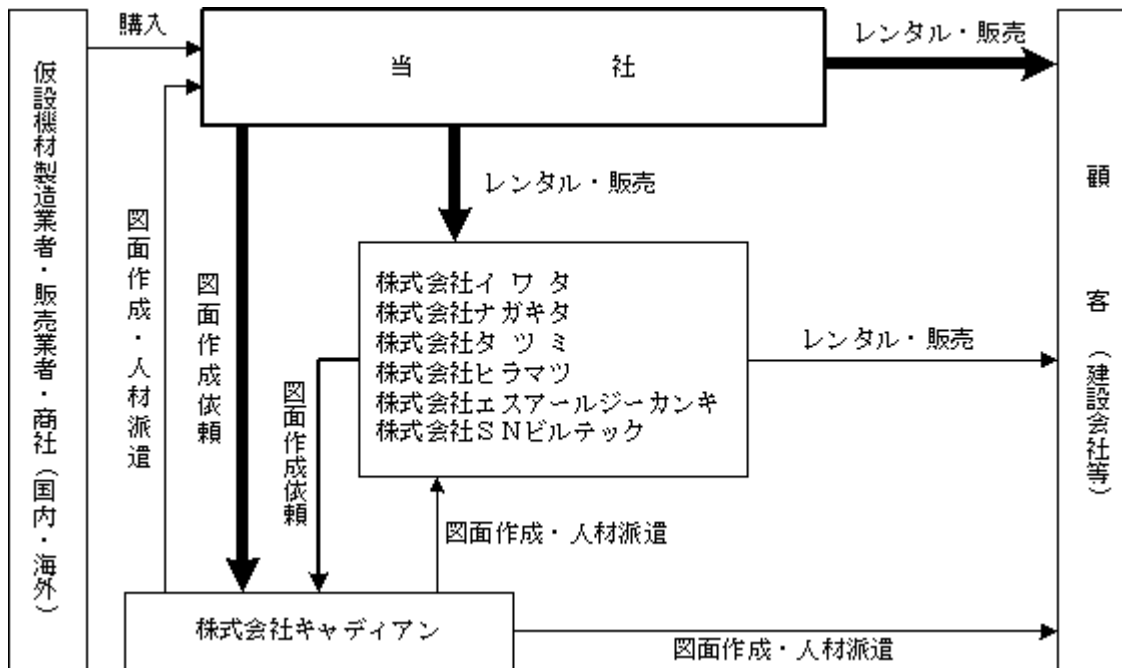 購入
当　　社
レンタル・販売
仮設機材製造業者・販売業者・商社（国内・海外）
レンタル・販売
図面作成・人材派遣
図面作成依頼
株式会社イワタ
株式会社ナガキタ
株式会社タツミ
株式会社ヒラマツ
株式会社エスアールジーカンキ
株式会社ＳＮビルテック
レンタル・販売
顧客（建設会社等）
図面作成依頼
図面作成・人材派遣
株式会社キャディアン
図面作成・人材派遣